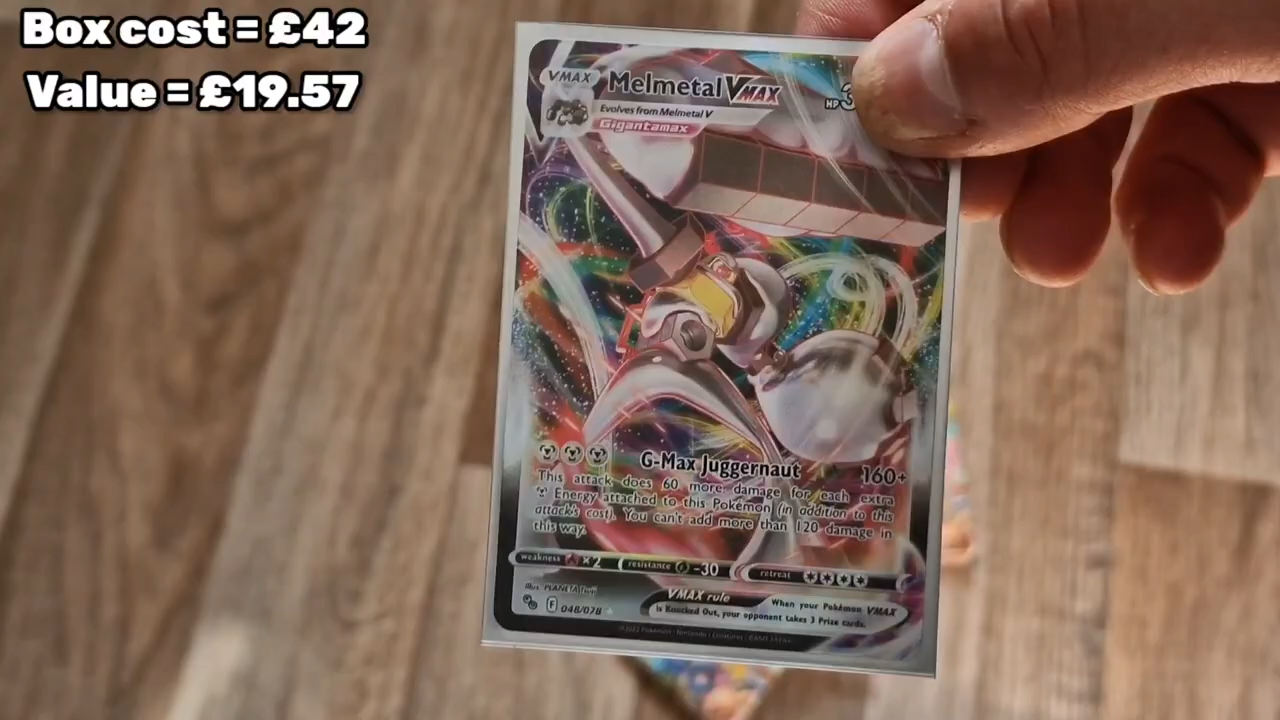 Box cost = £42
Value = £19.57
VMAX
Melmetal VMAX
HP 3
Evolves from Melmetal V
Gigantamax
G-Max Juggernaut 160+
This attack does 60 more damage for each extra
Energy attached to this Pokémon (in addition to this
attack's cost). You can't add more than 120 damage in
this way.
weakness ×2 resistance -30 retreat
Illus. PLANETA
VMAX rule
When your Pokémon VMAX
is Knocked Out, your opponent takes 3 Prize cards.
F 048/078